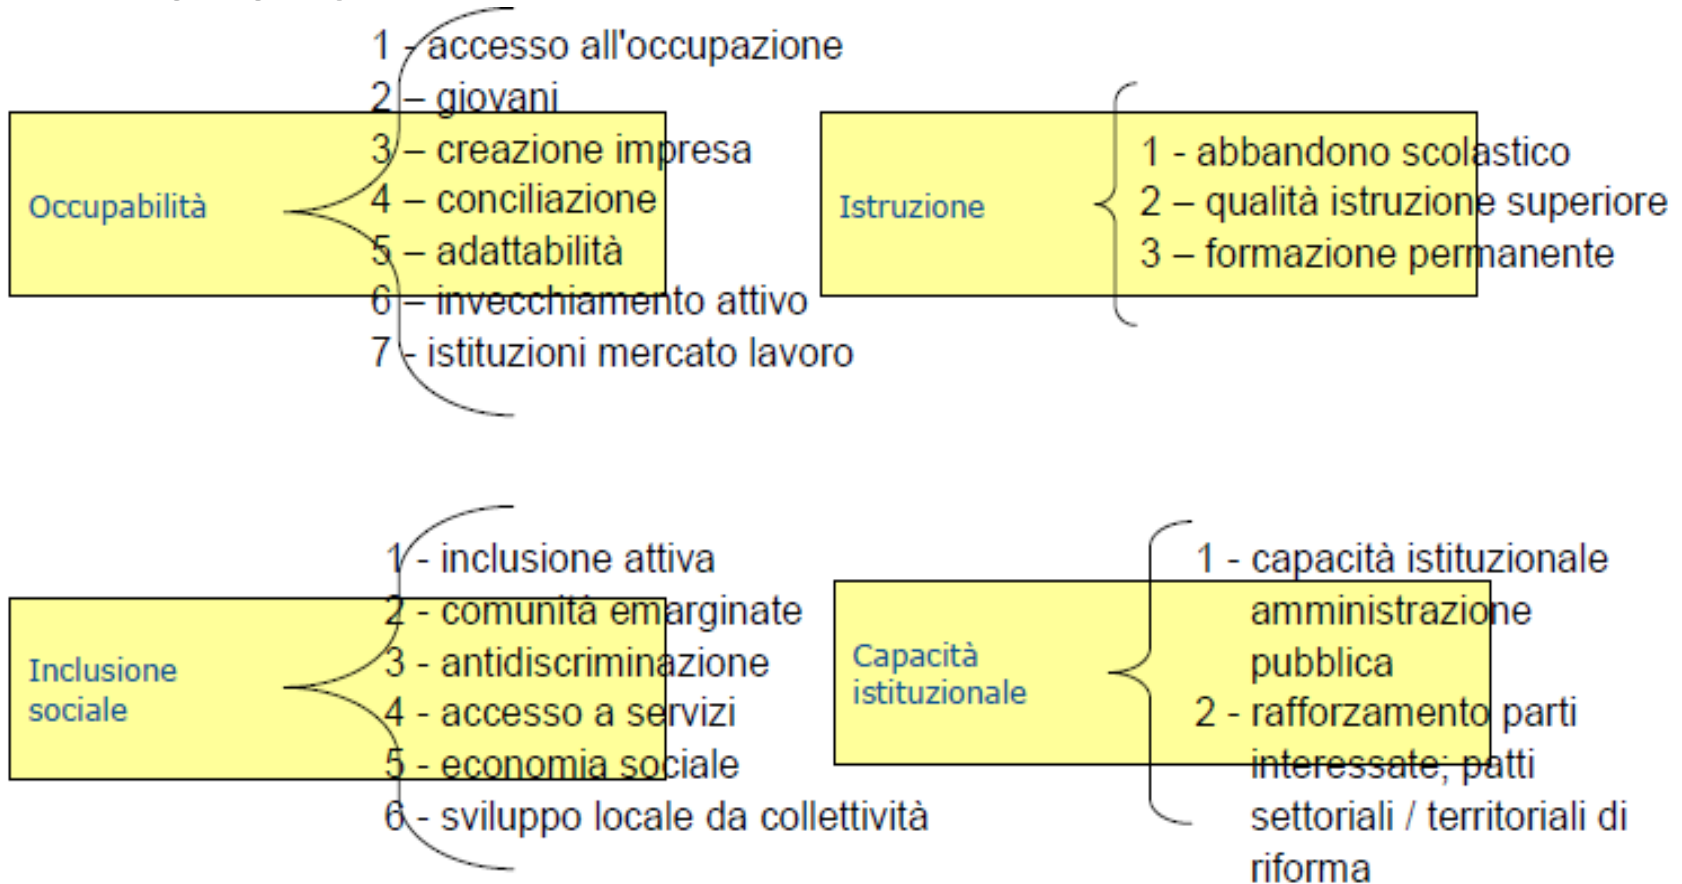 Occupabilità
1 - accesso all'occupazione
2 – giovani
3 – creazione impresa
4 – conciliazione
5 – adattabilità
6 – invecchiamento attivo
7 - istituzioni mercato lavoro
Istruzione
1 - abbandono scolastico
2 – qualità istruzione superiore
3 – formazione permanente
Inclusione
sociale
1 - inclusione attiva
2 - comunità emarginate
3 - antidiscriminazione
4 - accesso a servizi
5 - economia sociale
6 - sviluppo locale da collettività
Capacità
istituzionale
1 - capacità istituzionale
amministrazione
pubblica
2 - rafforzamento parti
interessate; patti
settoriali / territoriali di
riforma